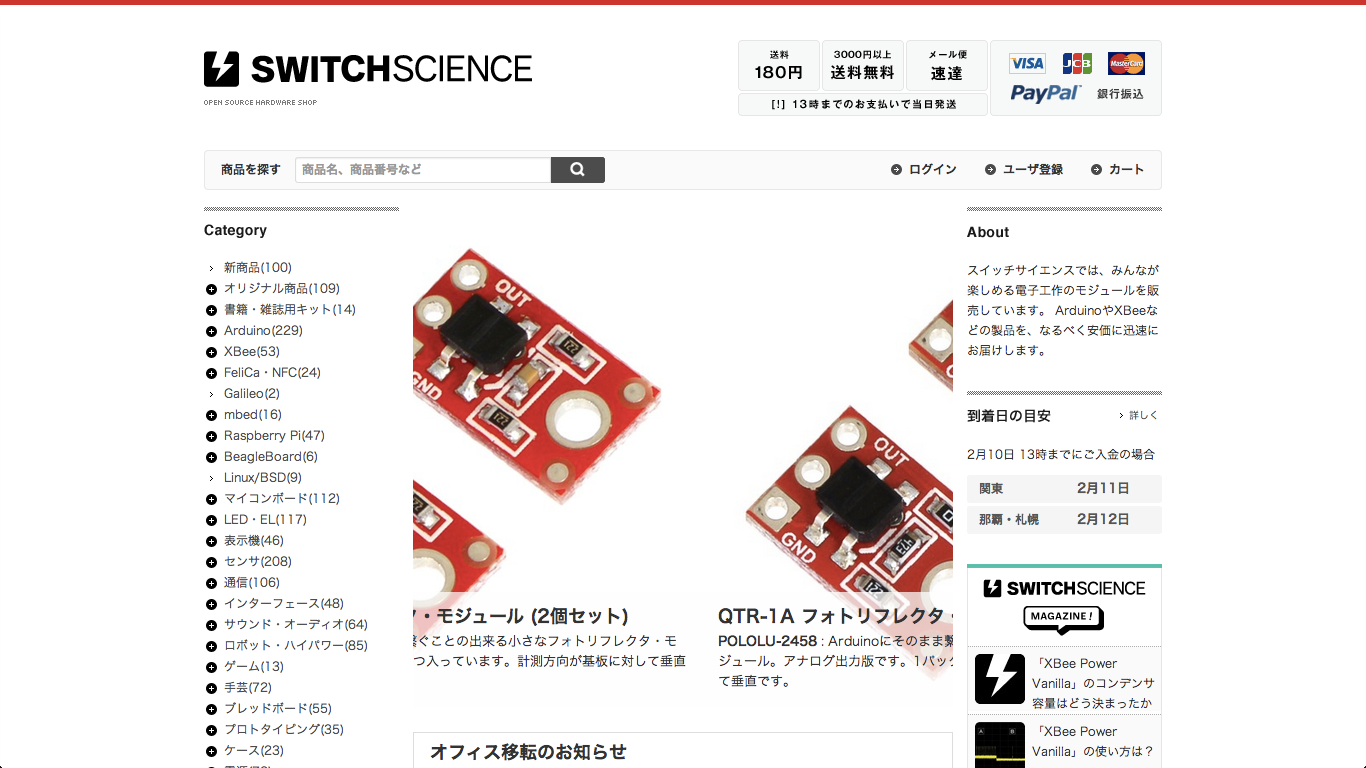 SWITCHSCIENCE
OPEN SOURCE HARDWARE SHOP
送料
180円
3000円以上
送料無料
メール便
速達
[!] 13時までのお支払いで当日発送
VISA
JCB
MasterCard
PayPal
銀行振込
商品を探す
商品名、商品番号など
ログイン
ユーザ登録
カート
Category
新商品(100)
オリジナル商品(109)
書籍・雑誌用キット(14)
Arduino(229)
XBee(53)
FeliCa・NFC(24)
Galileo(2)
mbed(16)
Raspberry Pi(47)
BeagleBoard(6)
Linux/BSD(9)
マイコンボード(112)
LED・EL(117)
表示機(46)
センサ(208)
通信(106)
インターフェース(48)
サウンド・オーディオ(64)
ロボット・ハイパワー(85)
ゲーム(13)
手芸(72)
ブレッドボード(55)
プロトタイピング(35)
ケース(23)
OUT
GND
221
221
OUT
GND
473
221
・モジュール (2個セット)
繋ぐことの出来る小さなフォトリフレクタ・モ
つ入っています。計測方向が基板に対して垂直
QTR-1A フォトリフレクタ・
POLOLU-2458 : Arduinoにそのまま繋
ジュール。アナログ出力版です。1パック
て垂直です。
オフィス移転のお知らせ
About
スイッチサイエンスでは、みんなが
楽しめる電子工作のモジュールを販
売しています。 ArduinoやXBeeな
どの製品を、なるべく安価に迅速に
お届けします。
到着日の目安
詳しく
2月10日 13時までにご入金の場合
関東
2月11日
那覇・札幌
2月12日
SWITCHSCIENCE
MAGAZINE !
「XBee Power
Vanilla」のコンデンサ
容量はどう決まったか
「XBee Power
Vanilla」の使い方は？
A
B